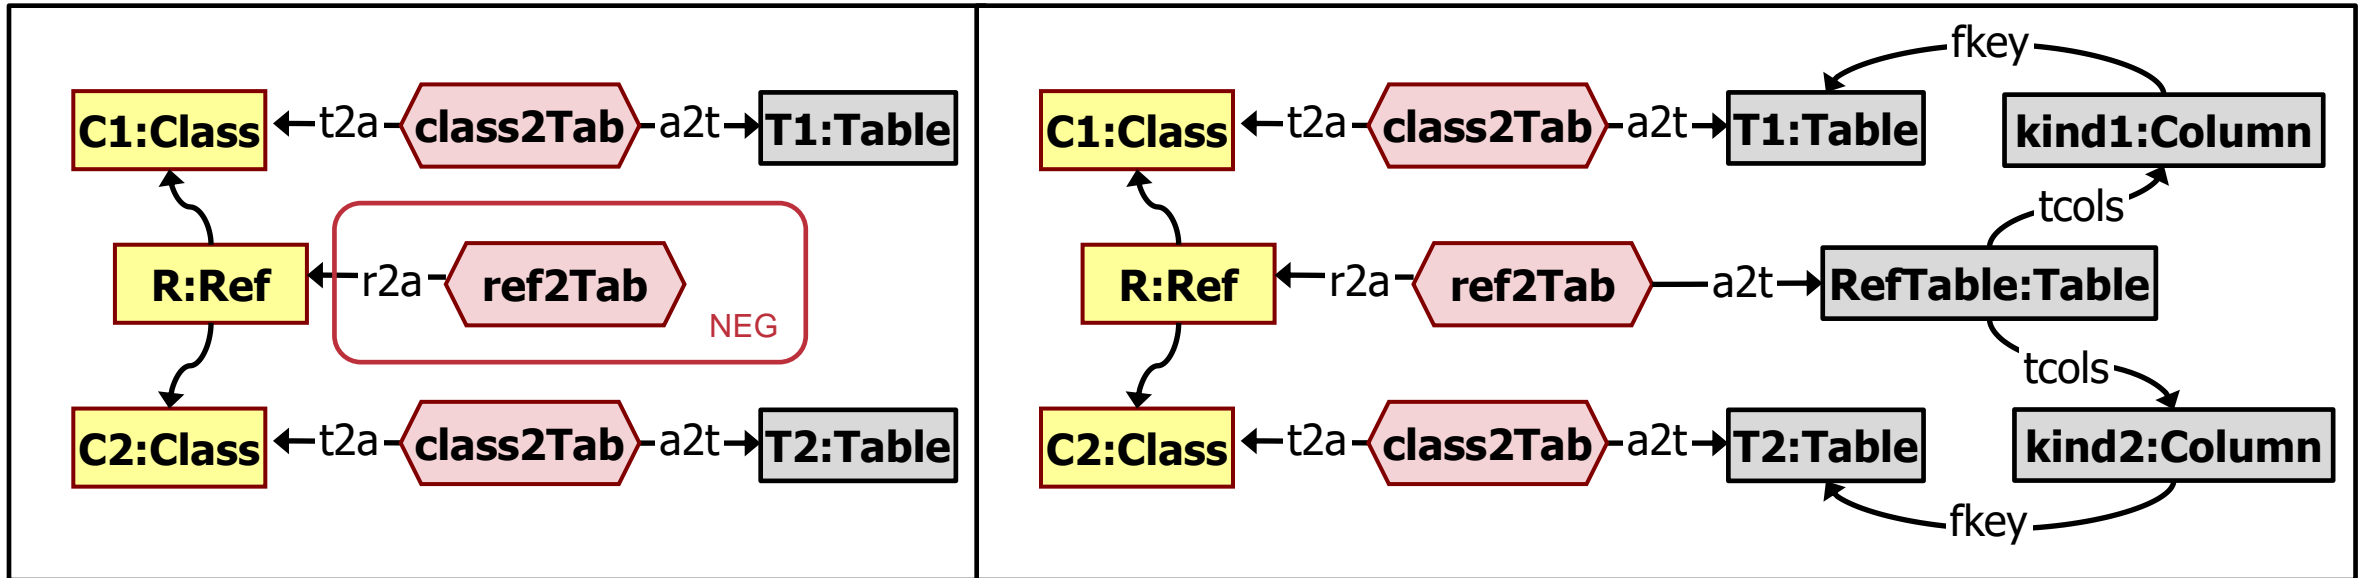 C1:Class t2a class2Tab a2t T1:Table
R:Ref r2a ref2Tab
NEG
C2:Class t2a class2Tab a2t T2:Table
fkey
C1:Class t2a class2Tab a2t T1:Table kind1:Column
tcols
R:Ref r2a ref2Tab a2t RefTable:Table
tcols
C2:Class t2a class2Tab a2t T2:Table kind2:Column
fkey